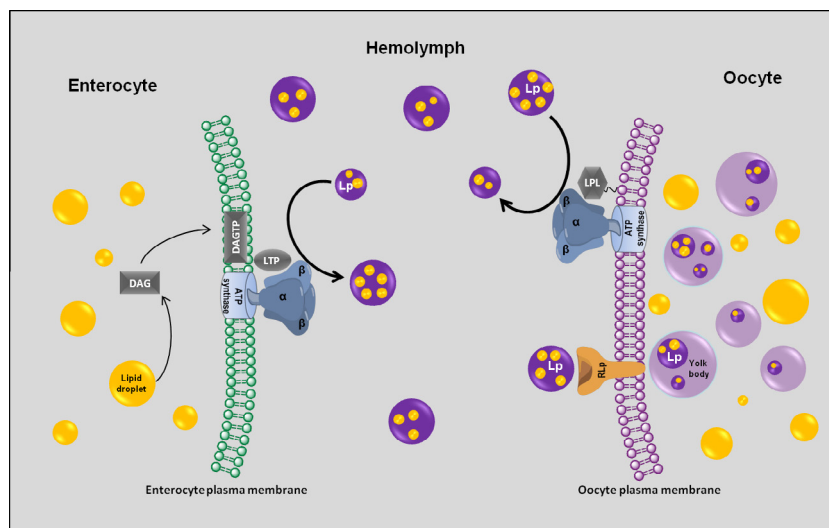 Hemolymph
Enterocyte
Oocyte
Lp
Lp
LPL
β
β
α
ATP
synthase
DAGTP
LTP
β
α
β
ATP
synthase
DAG
Lipid
droplet
Lp
RLp
Lp
Yolk
body
Enterocyte plasma membrane
Oocyte plasma membrane